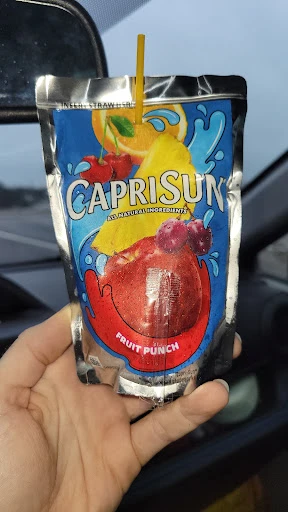 INSERT STRAW HERE
CAPRISUN
ALL NATURAL INGREDIENTS
FRUIT PUNCH